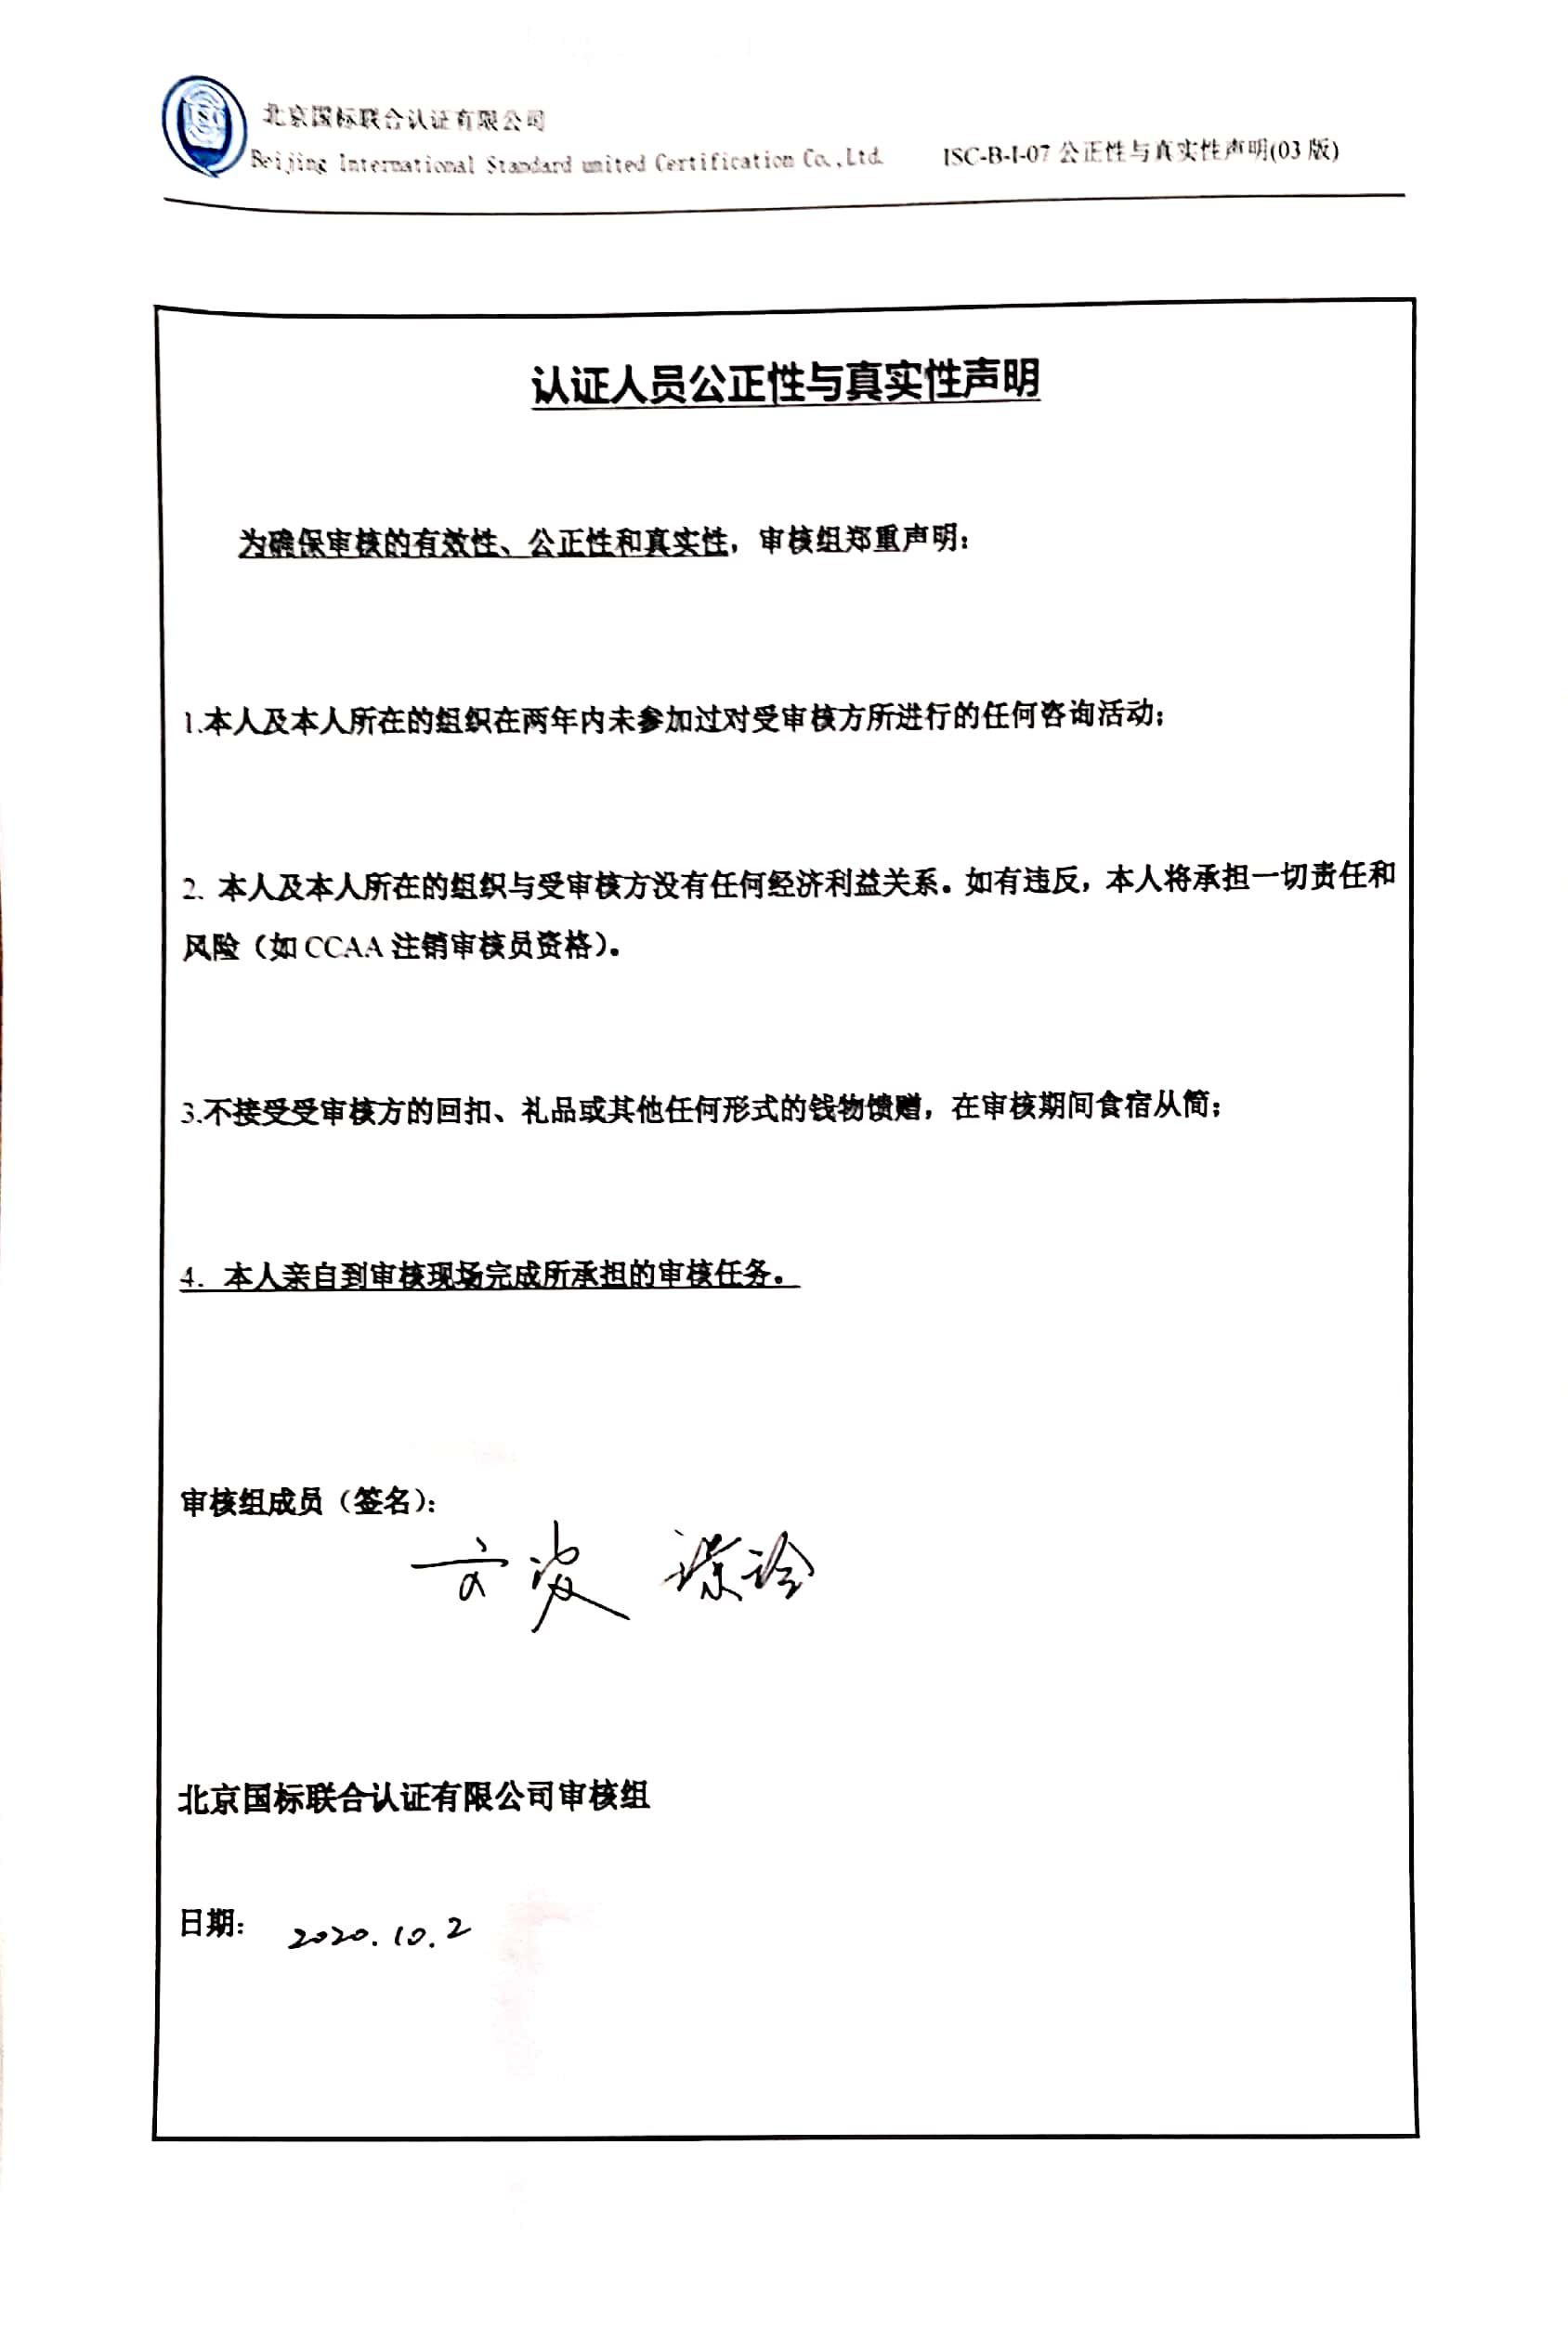 北京国标联合认证有限公司
Beijing International Standard united Certification Co.,Ltd.
ISC-B-I-07 公正性与真实性声明(03 版)
认证人员公正性与真实性声明
为确保审核的有效性、公正性和真实性，审核组郑重声明：
1.本人及本人所在的组织在两年内未参加过对受审核方所进行的任何咨询活动；
2. 本人及本人所在的组织与受审核方没有任何经济利益关系。如有违反，本人将承担一切责任和
风险（如 CCAA 注销审核员资格）。
3.不接受受审核方的回扣、礼品或其他任何形式的钱物馈赠，在审核期间食宿从简；
4. 本人亲自到审核现场完成所承担的审核任务。
审核组成员（签名）：
北京国标联合认证有限公司审核组
日期： 2020.10.2